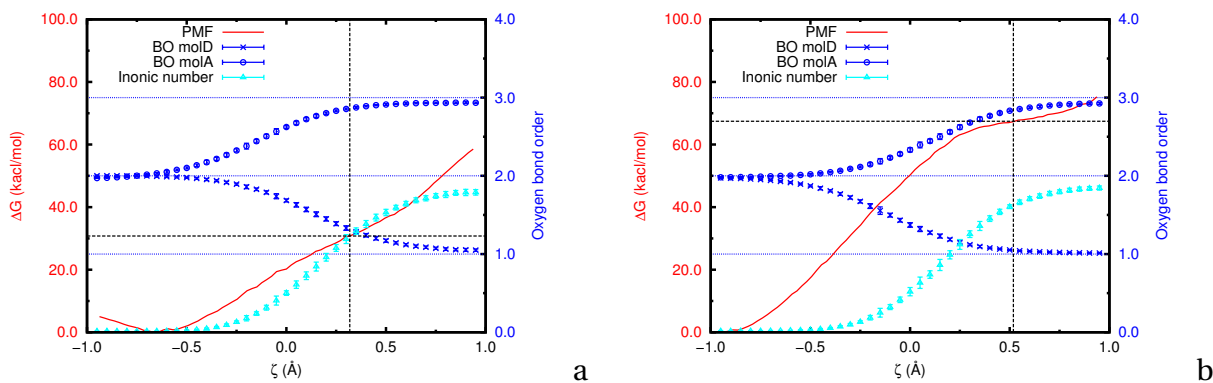 100.0
80.0
60.0
40.0
20.0
0.0
ΔG (kacl/mol)
PMF
BO molD
BO molA
Inonic number
4.0
3.0
2.0
1.0
0.0
Oxygen bond order
−1.0 −0.5 0.0 0.5 1.0
ζ (Å)
a
100.0
80.0
60.0
40.0
20.0
0.0
ΔG (kacl/mol)
PMF
BO molD
BO molA
Inonic number
4.0
3.0
2.0
1.0
0.0
Oxygen bond order
−1.0 −0.5 0.0 0.5 1.0
ζ (Å)
b